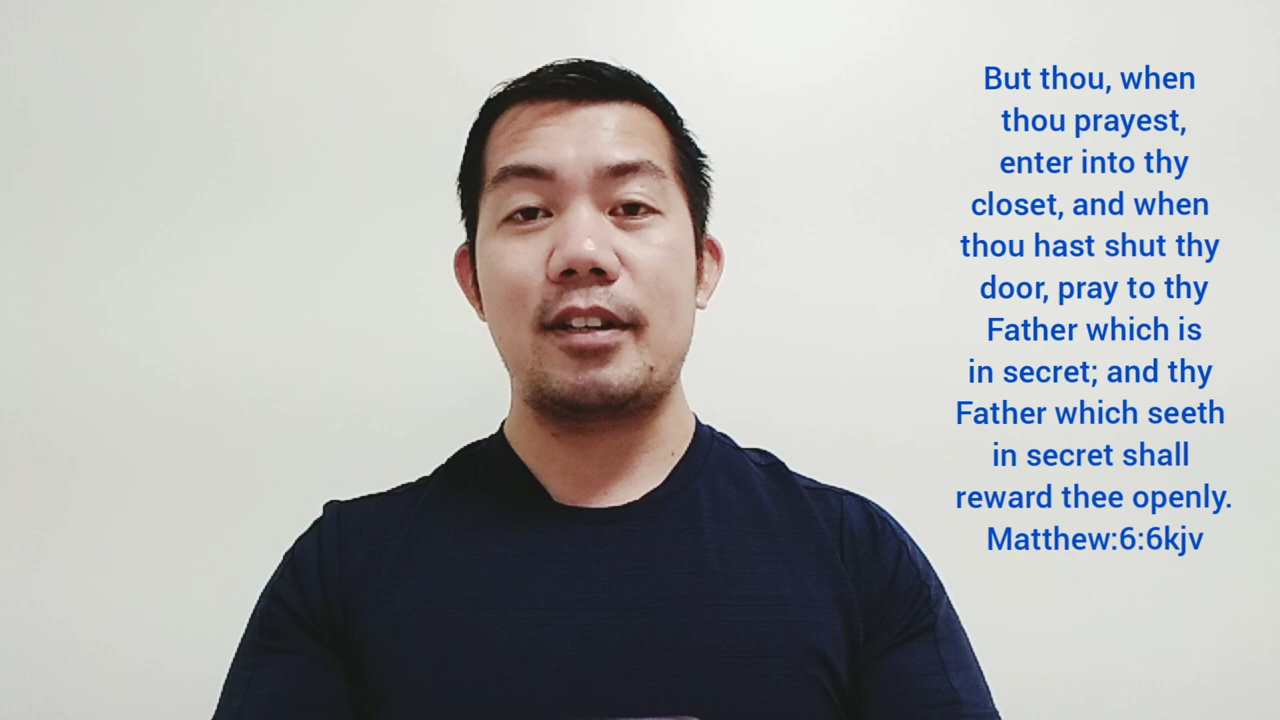 But thou, when
thou prayest,
enter into thy
closet, and when
thou hast shut thy
door, pray to thy
Father which is
in secret; and thy
Father which seeth
in secret shall
reward thee openly.
Matthew:6:6kjv